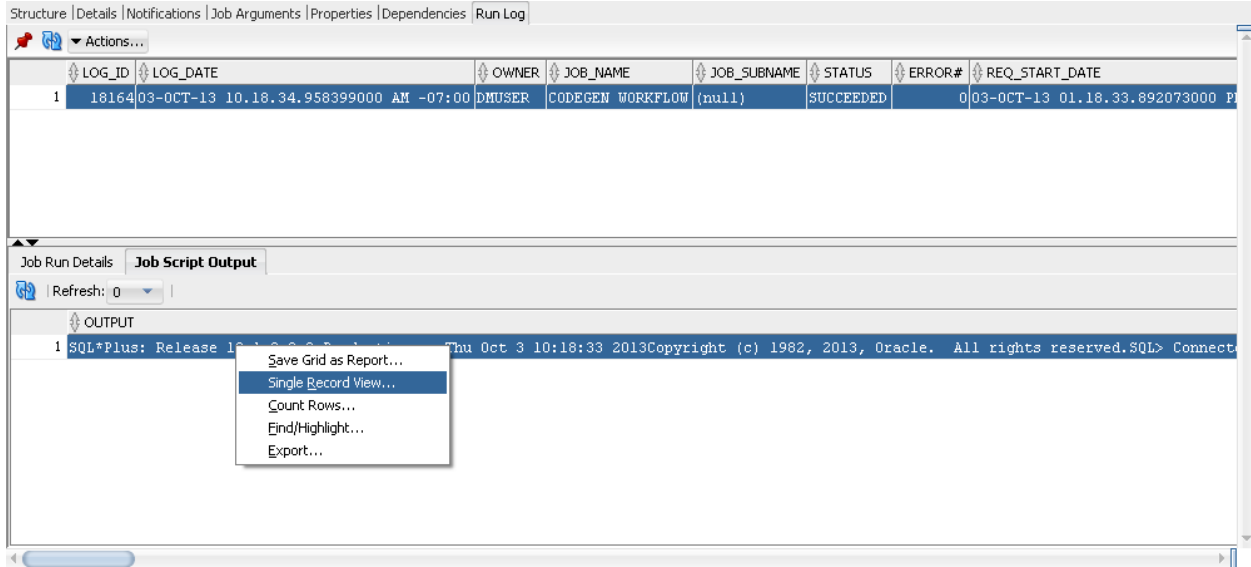 Structure | Details | Notifications | Job Arguments | Properties | Dependencies | Run Log
Actions...
LOG_ID LOG_DATE OWNER JOB_NAME JOB_SUBNAME STATUS ERROR# REQ_START_DATE
1 18164 03-OCT-13 10.18.34.958399000 AM -07:00 DMUSER CODEGEN WORKFLOW (null) SUCCEEDED 0 03-OCT-13 01.18.33.892073000
Job Run Details Job Script Output
Refresh: 0
OUTPUT
1 SQL*Plus: Release Thu Oct 3 10:18:33 2013Copyright (c) 1982, 2013, Oracle. All rights reserved.SQL>
Save Grid as Report...
Single Record View...
Count Rows...
Find/Highlight...
Export...